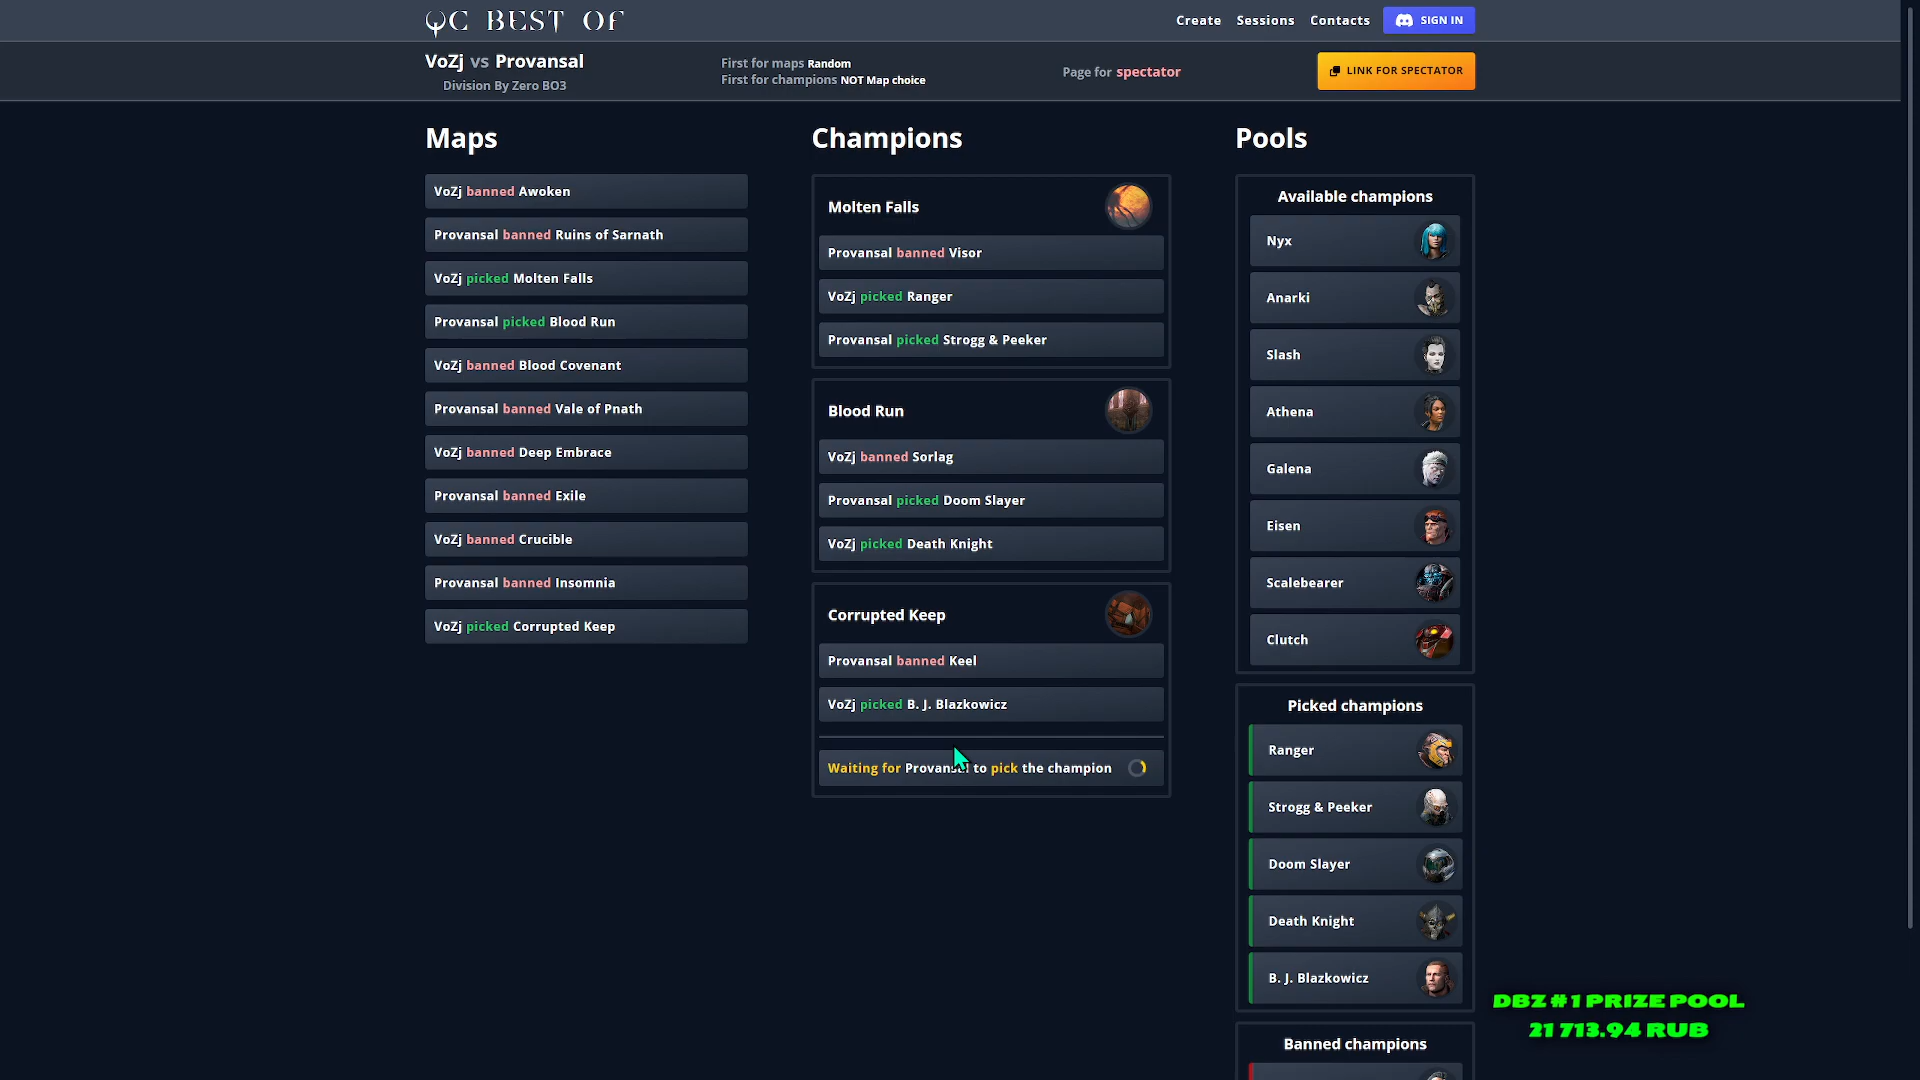 QC BEST OF
Create Sessions Contacts SIGN IN
VoZj vs Provansal
Division By Zero BO3
First for maps Random
First for champions NOT Map choice
Page for spectator
LINK FOR SPECTATOR
Maps
VoZj banned Awoken
Provansal banned Ruins of Sarnath
VoZj picked Molten Falls
Provansal picked Blood Run
VoZj banned Blood Covenant
Provansal banned Vale of Pnath
VoZj banned Deep Embrace
Provansal banned Exile
VoZj banned Crucible
Provansal banned Insomnia
VoZj picked Corrupted Keep
Champions
Molten Falls
Provansal banned Visor
VoZj picked Ranger
Provansal picked Strogg & Peeker
Blood Run
VoZj banned Sorlag
Provansal picked Doom Slayer
VoZj picked Death Knight
Corrupted Keep
Provansal banned Keel
VoZj picked B. J. Blazkowicz
Waiting for Provansal to pick the champion
Pools
Available champions
Nyx
Anarki
Slash
Athena
Galena
Eisen
Scalebearer
Clutch
Picked champions
Ranger
Strogg & Peeker
Doom Slayer
Death Knight
B. J. Blazkowicz
Banned champions
DBZ #1 PRIZE POOL
21 713.94 RUB